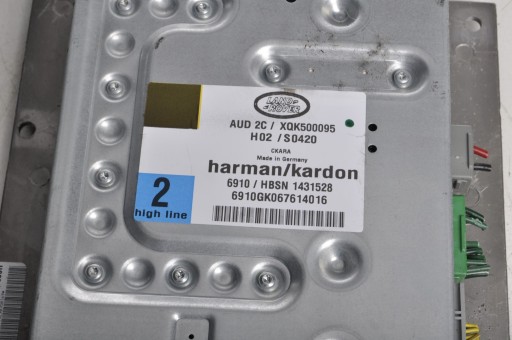 LAND-
ROVER
AUD 2C / XQK500095
H02 / S0420
CKARA
Made in Germany
harman/kardon
6910 / HBSN 1431528
6910GK067614016
2
high line